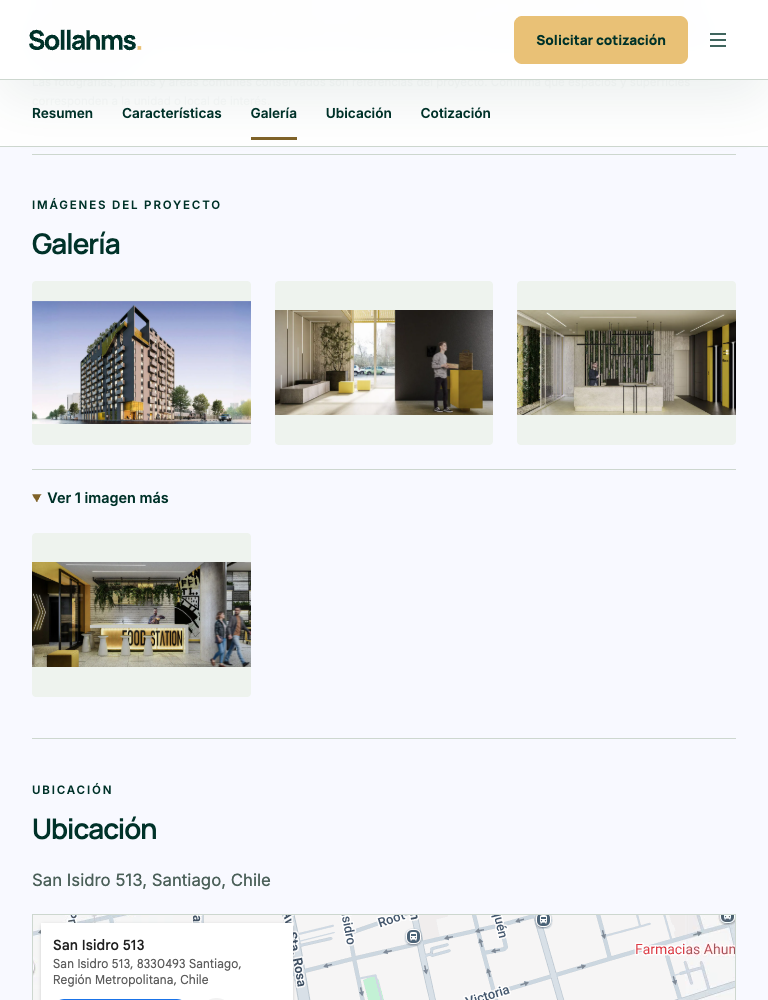 Sollahms.
Solicitar cotización
Resumen
Características
Galería
Ubicación
Cotización
IMÁGENES DEL PROYECTO
Galería
▼ Ver 1 imagen más
FOOD STATION
UBICACIÓN
Ubicación
San Isidro 513, Santiago, Chile
San Isidro 513
San Isidro 513, 8330493 Santiago,
Región Metropolitana, Chile
Sta. Rosa
Farmacias Ahun
Victoria